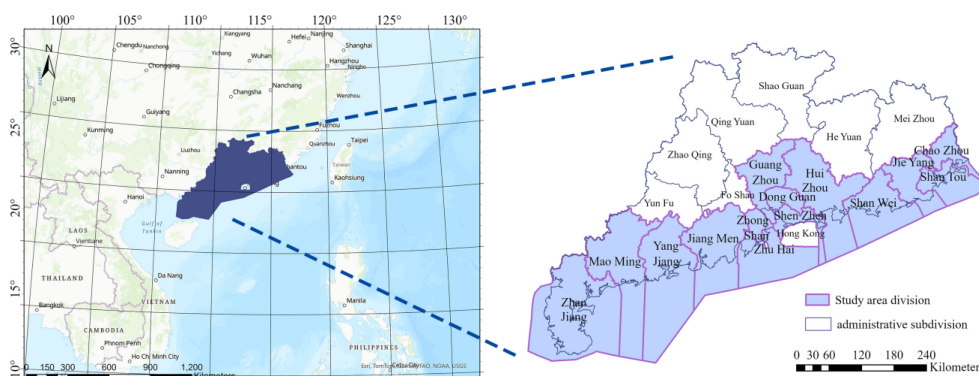 100° 105° 110° 115° 120° 125° 130°
30°
25°
20°
15°
10°
N
Xiangyang
Hefei
Nanjing
Shanghai
Chengdu
Nanchong
Yichang
Wuhan
Hangzhou
Ningbo
Chongqing
Lijiang
Changsha
Nanchang
Wenzhou
Guiyang
Kunming
Fuzhou
Liuzhou
Quanzhou
Taipei
Taiwan
Nanning
hantou
Kaohsiung
Hanoi
Gulf of
Tonkin
LAOS
Vientiane
THAILAND
Da Nang
VIETNAM
Bangkok
Manila
CAMBODIA
Phnom Penh
PHILIPPINES
Ho Chi Minh City
0 150 300 600 900 1,200
Kilometers
Shao Guan
Qing Yuan
Mei Zhou
He Yuan
Zhao Qing
Chao Zhou
Jie Yang
Guang
Zhou
Hui
Zhou
Shan Tou
Yun Fu
Fo Shan
Dong Guan
Shan Wei
Shen Zhen
Zhong
Shan
Hong Kong
Jiang Men
Zhu Hai
Yang
Jiang
Mao Ming
Zhan
Jiang
Study area division
administrative subdivision
0 30 60 120 180 240
Kilometers